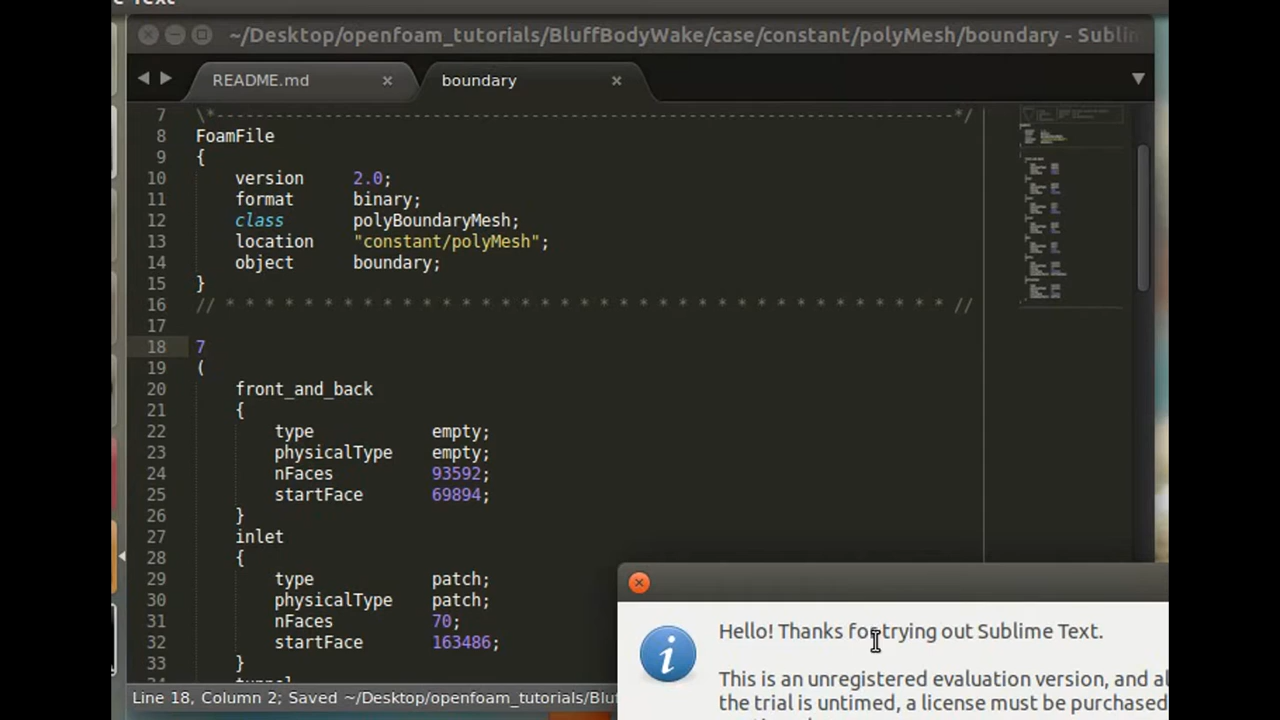 Text
~/Desktop/openfoam_tutorials/BluffBodyWake/case/constant/polyMesh/boundary - Sublim
README.md
boundary
7 \*---------------------------------------------------------------------------*/
8 FoamFile
9 {
10 version 2.0;
11 format binary;
12 class polyBoundaryMesh;
13 location "constant/polyMesh";
14 object boundary;
15 }
16 // * * * * * * * * * * * * * * * * * * * * * * * * * * * * * * * * * * * * * //
17
18 7
19 (
20 front_and_back
21 {
22 type empty;
23 physicalType empty;
24 nFaces 93592;
25 startFace 69894;
26 }
27 inlet
28 {
29 type patch;
30 physicalType patch;
31 nFaces 70;
32 startFace 163486;
33 }
Hello! Thanks for trying out Sublime Text.
This is an unregistered evaluation version, and al
the trial is untimed, a license must be purchased
Line 18, Column 2; Saved ~/Desktop/openfoam_tutorials/Blu